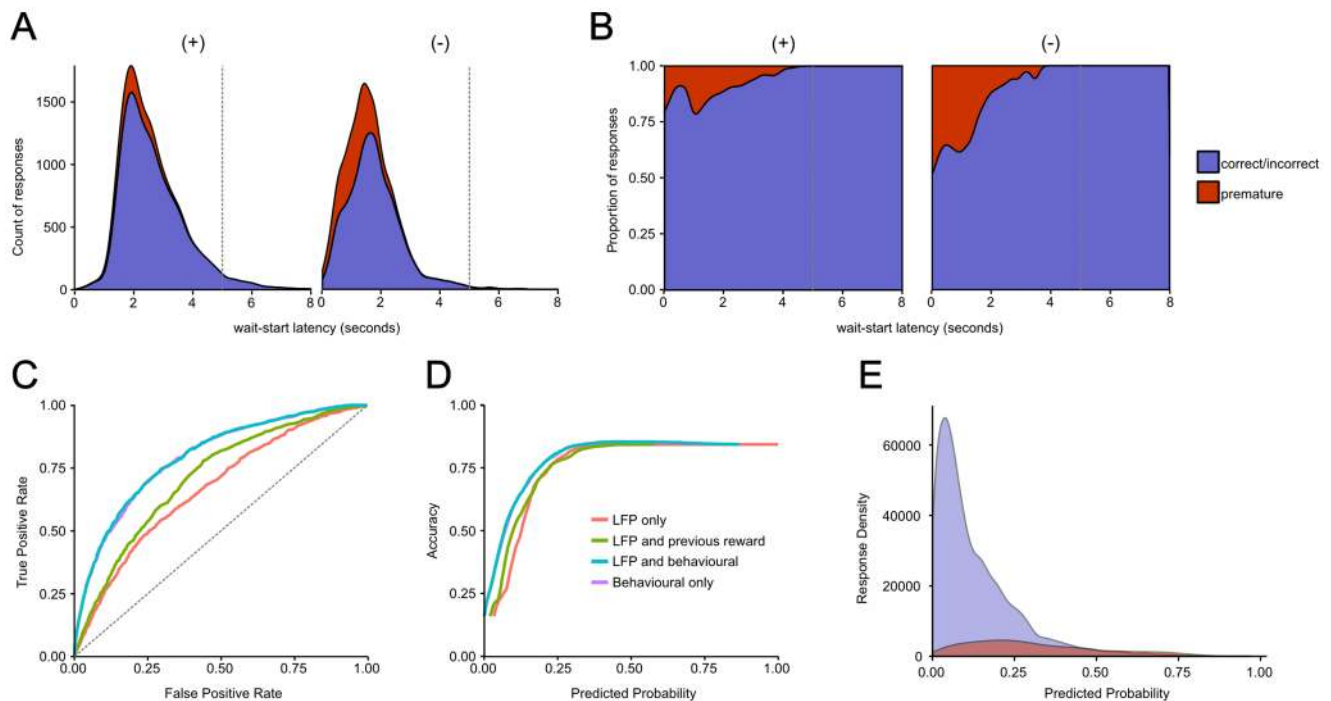 A
(+)
(-)
Count of responses
1500
1000
500
0
0 2 4 6 8
0 2 4 6 8
wait-start latency (seconds)
B
(+)
(-)
Proportion of responses
1.00
0.75
0.50
0.25
0.00
0 2 4 6 8
0 2 4 6 8
wait-start latency (seconds)
correct/incorrect
premature
C
True Positive Rate
1.00
0.75
0.50
0.25
0.00
0.00 0.25 0.50 0.75 1.00
False Positive Rate
D
Accuracy
1.00
0.75
0.50
0.25
0.00
0.00 0.25 0.50 0.75 1.00
Predicted Probability
LFP only
LFP and previous reward
LFP and behavioural
Behavioural only
E
Response Density
60000
40000
20000
0
0.00 0.25 0.50 0.75 1.00
Predicted Probability